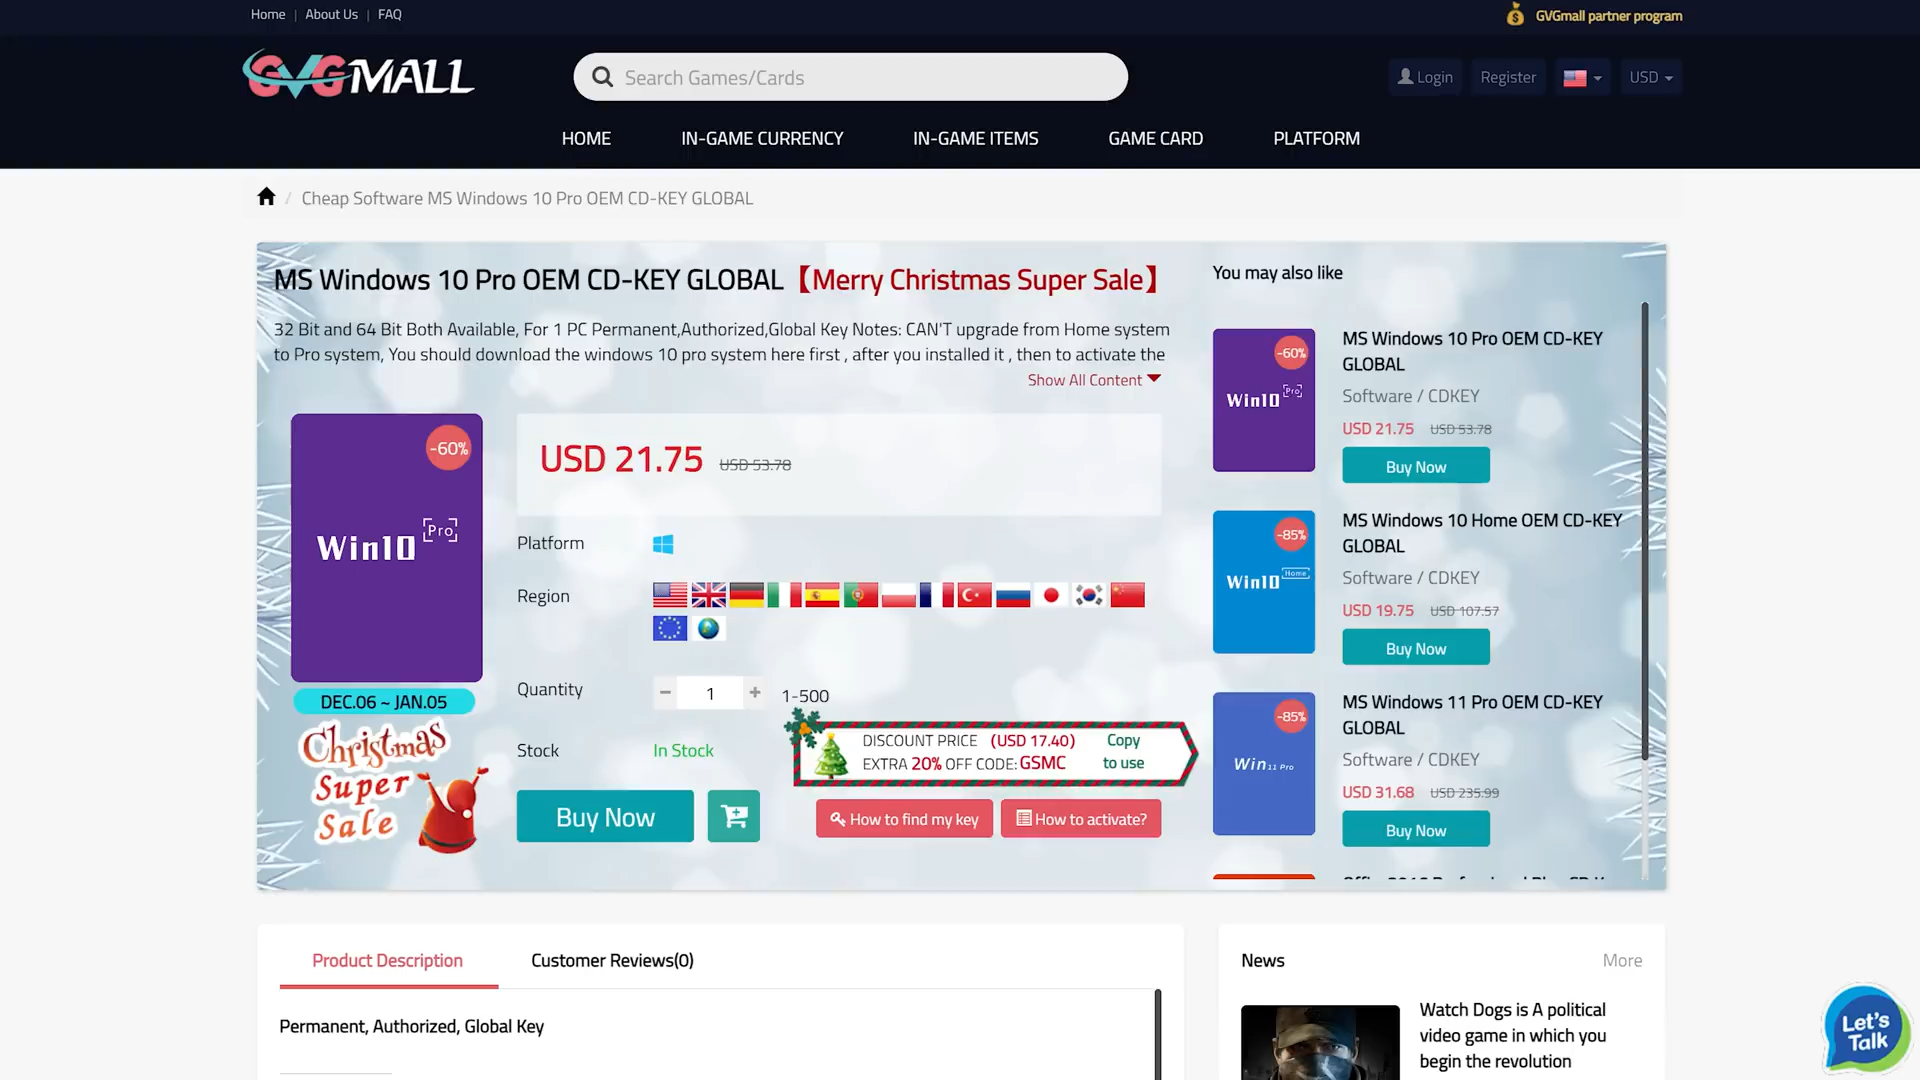 Home | About Us | FAQ
GVGmall partner program
GVGMALL
Search Games/Cards
Login
Register
USD
HOME
IN-GAME CURRENCY
IN-GAME ITEMS
GAME CARD
PLATFORM
/ Cheap Software MS Windows 10 Pro OEM CD-KEY GLOBAL
MS Windows 10 Pro OEM CD-KEY GLOBAL【Merry Christmas Super Sale】
32 Bit and 64 Bit Both Available, For 1 PC Permanent,Authorized,Global Key Notes: CAN'T upgrade from Home system
to Pro system, You should download the windows 10 pro system here first , after you installed it , then to activate the
Show All Content
-60%
Win10 Pro
DEC.06 ~ JAN.05
Christmas
Super
Sale
USD 21.75 USD 53.78
Platform
Region
Quantity
1
1-500
Stock
In Stock
DISCOUNT PRICE (USD 17.40)
EXTRA 20% OFF CODE: GSMC
Copy
to use
Buy Now
How to find my key
How to activate?
You may also like
-60%
Win10 Pro
MS Windows 10 Pro OEM CD-KEY
GLOBAL
Software / CDKEY
USD 21.75 USD 53.78
Buy Now
-85%
Win10 Home
MS Windows 10 Home OEM CD-KEY
GLOBAL
Software / CDKEY
USD 19.75 USD 107.57
Buy Now
-85%
Win 11 Pro
MS Windows 11 Pro OEM CD-KEY
GLOBAL
Software / CDKEY
USD 31.68 USD 235.99
Buy Now
Product Description
Customer Reviews(0)
Permanent, Authorized, Global Key
News
More
Watch Dogs is A political
video game in which you
begin the revolution
Let's
Talk